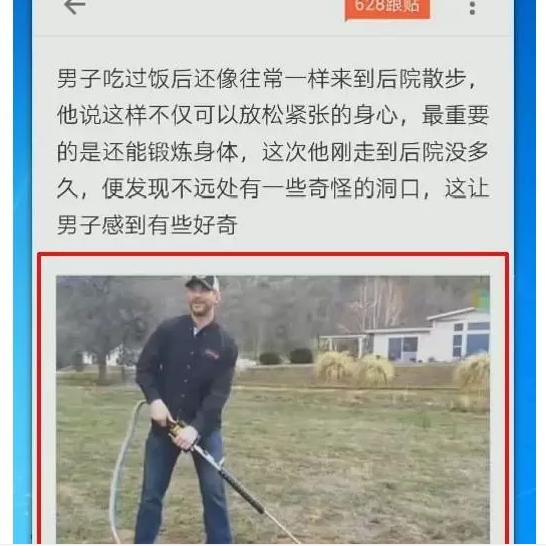 628跟贴
男子吃过饭后还像往常一样来到后院散步，
他说这样不仅可以放松紧张的身心，最重要
的是还能锻炼身体，这次他刚走到后院没多
久，便发现不远处有一些奇怪的洞口，这让
男子感到有些好奇